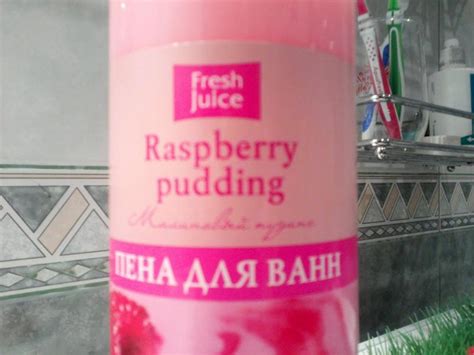 Fresh
Juice
Raspberry
pudding
Малиновый пудинг
ПЕНА ДЛЯ ВАНН